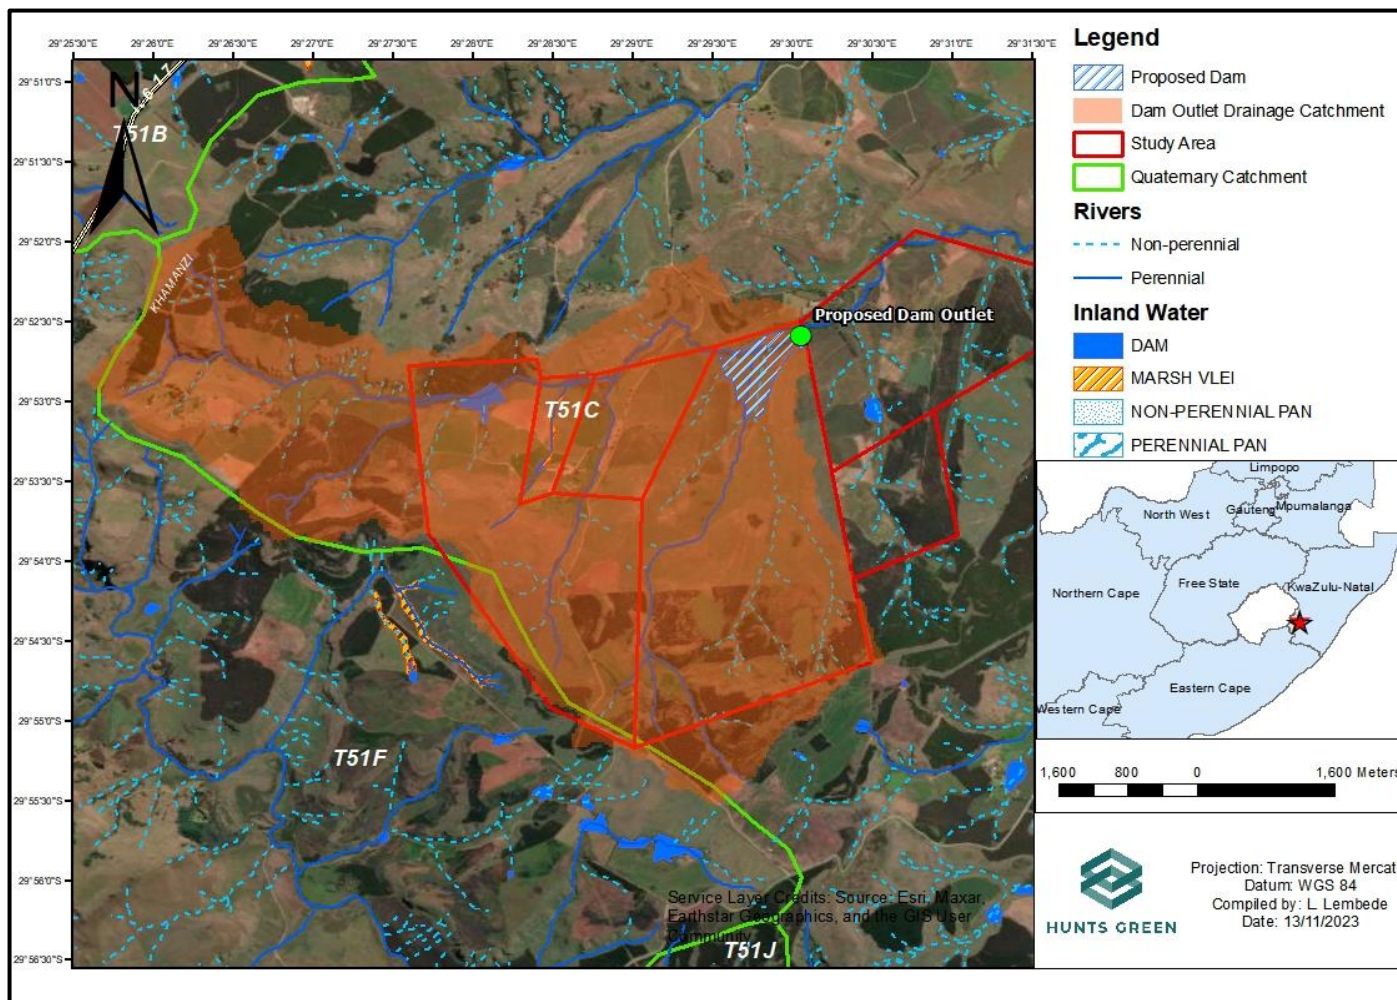 29°25'30"E 29°26'0"E 29°26'30"E 29°27'0"E 29°27'30"E 29°28'0"E 29°28'30"E 29°29'0"E 29°29'30"E 29°30'0"E 29°30'30"E 29°31'0"E 29°31'30"E
29°51'0"S
29°51'30"S
29°52'0"S
29°52'30"S
29°53'0"S
29°53'30"S
29°54'0"S
29°54'30"S
29°55'0"S
29°55'30"S
29°56'0"S
29°56'30"S
N
T51B
KHAMANZI
Proposed Dam Outlet
T51C
T51F
T51J
Service Layer Credits: Source: Esri, Maxar,
Earthstar Geographics, and the GIS User
Community
Legend
Proposed Dam
Dam Outlet Drainage Catchment
Study Area
Quaternary Catchment
Rivers
Non-perennial
Perennial
Inland Water
DAM
MARSH VLEI
NON-PERENNIAL PAN
PERENNIAL PAN
Limpopo
North West
Gauteng
Mpumalanga
Free State
KwaZulu-Natal
Northern Cape
Eastern Cape
Western Cape
1,600 800 0 1,600 Meters
HUNTS GREEN
Projection: Transverse Mercat
Datum: WGS 84
Compiled by: L. Lembede
Date: 13/11/2023